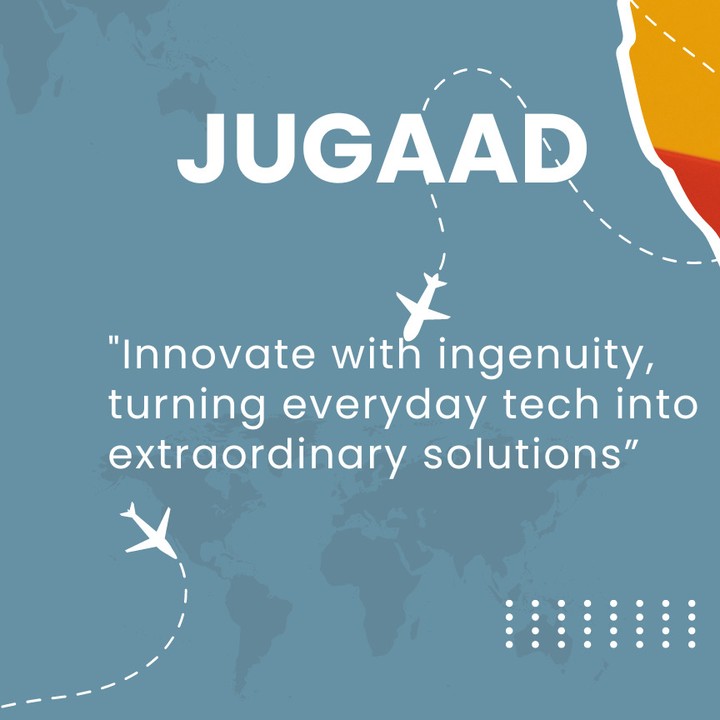 JUGAAD
"Innovate with ingenuity,
turning everyday tech into
extraordinary solutions”